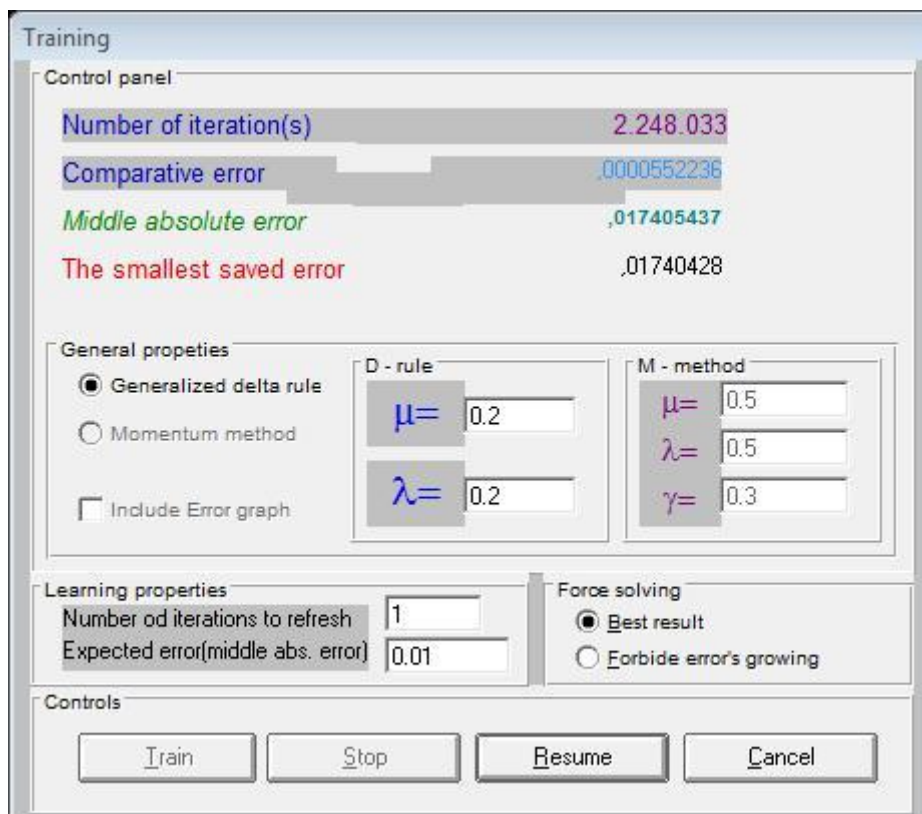 Training
Control panel
Number of iteration(s) 2.248.033
Comparative error ,0000552236
Middle absolute error ,017405437
The smallest saved error ,01740428
General propeties
Generalized delta rule
Momentum method
Include Error graph
D - rule
μ= 0.2
λ= 0.2
M - method
μ= 0.5
λ= 0.5
γ= 0.3
Learning properties
Number od iterations to refresh 1
Expected error(middle abs. error) 0.01
Force solving
Best result
Forbide error's growing
Controls
Train Stop Resume Cancel